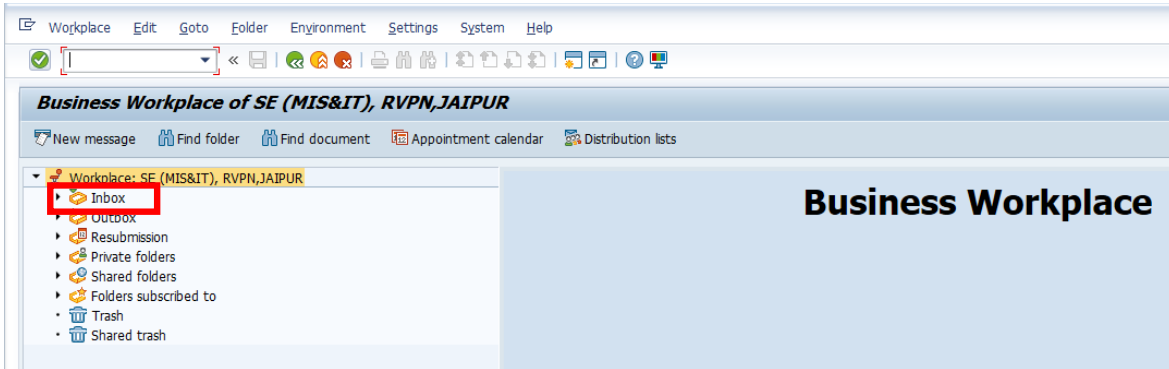 Workplace Edit Goto Folder Environment Settings System Help
Business Workplace of SE (MIS&IT), RVPN,JAIPUR
New message Find folder Find document Appointment calendar Distribution lists
Workplace: SE (MIS&IT), RVPN,JAIPUR
Inbox
Outbox
Resubmission
Private folders
Shared folders
Folders subscribed to
Trash
Shared trash
Business Workplace